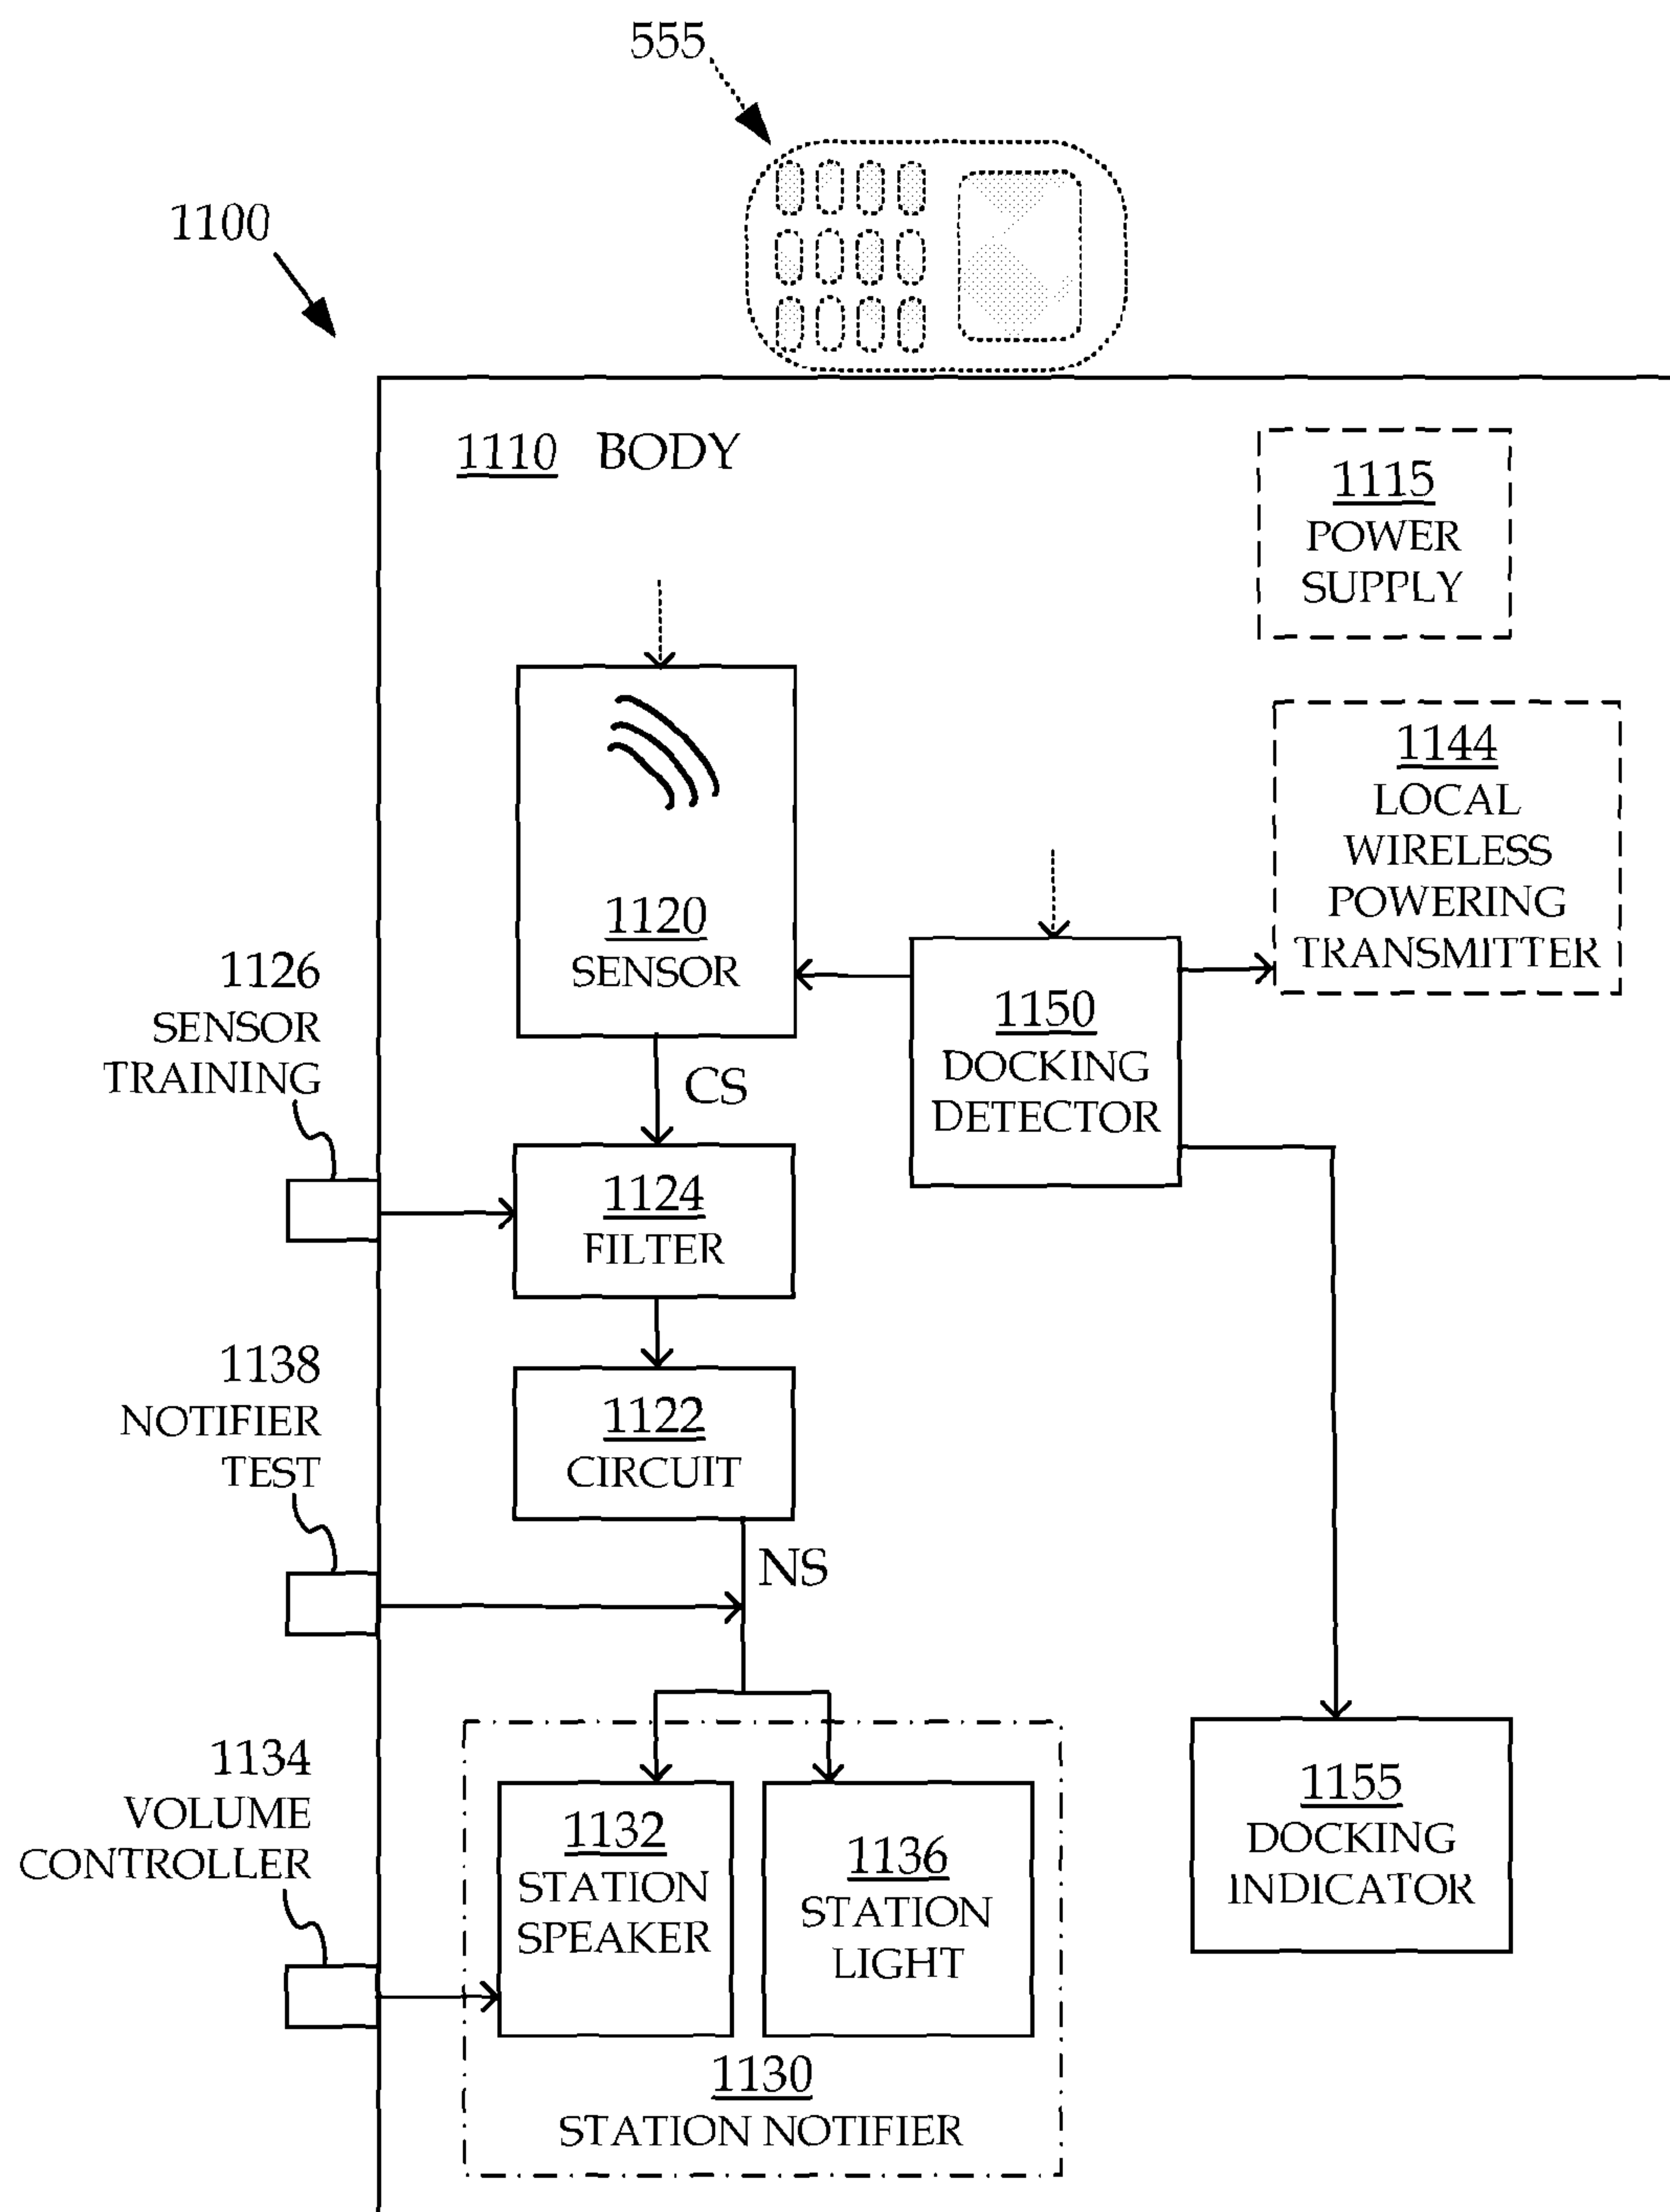 555
1100
1110 BODY
1115
POWER
SUPPLY
1144
LOCAL
WIRELESS
POWERING
TRANSMITTER
1120
SENSOR
1150
DOCKING
DETECTOR
1126
SENSOR
TRAINING
CS
1124
FILTER
1138
NOTIFIER
TEST
1122
CIRCUIT
NS
1134
VOLUME
CONTROLLER
1132
STATION
SPEAKER
1136
STATION
LIGHT
1155
DOCKING
INDICATOR
1130
STATION NOTIFIER